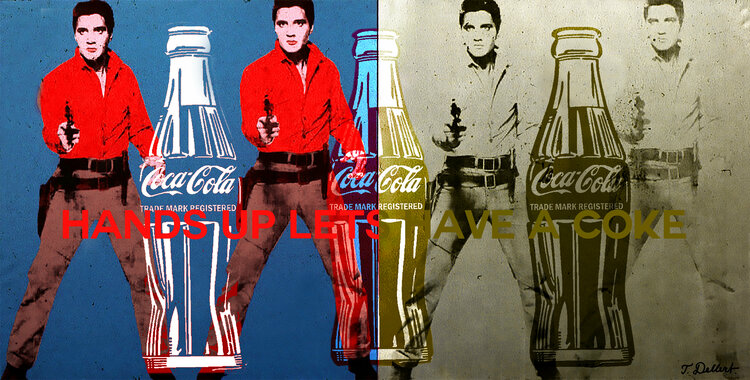 Coca-Cola
TRADE MARK REGISTERED
Coca-Cola
TRADE MARK REGISTERED
Coca-Cola
TRADE MARK REGISTERED
HANDS UP LETS HAVE A COKE
T. Dellert